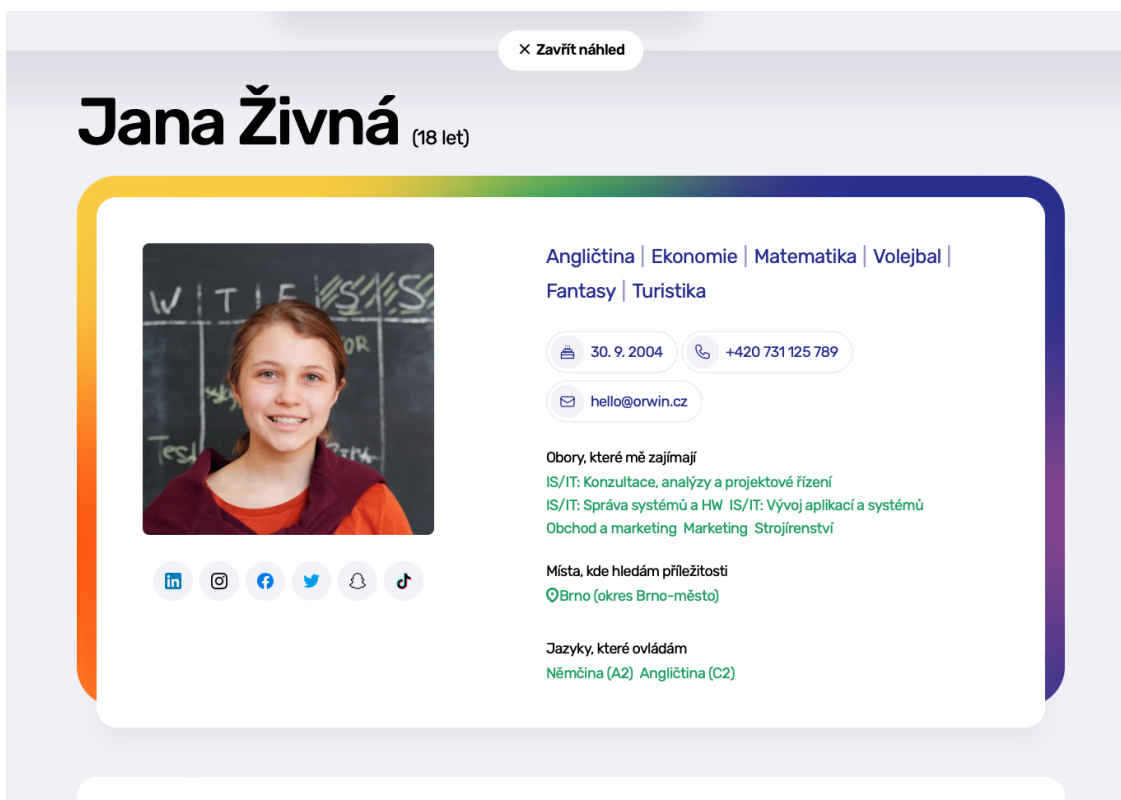 × Zavřít náhled
Jana Živná (18 let)
W T F S S
Test
Angličtina | Ekonomie | Matematika | Volejbal |
Fantasy | Turistika
30. 9. 2004 +420 731 125 789
hello@orwin.cz
Obory, které mě zajímají
IS/IT: Konzultace, analýzy a projektové řízení
IS/IT: Správa systémů a HW IS/IT: Vývoj aplikací a systémů
Obchod a marketing Marketing Strojírenství
Místa, kde hledám příležitosti
Brno (okres Brno-město)
Jazyky, které ovládám
Němčina (A2) Angličtina (C2)